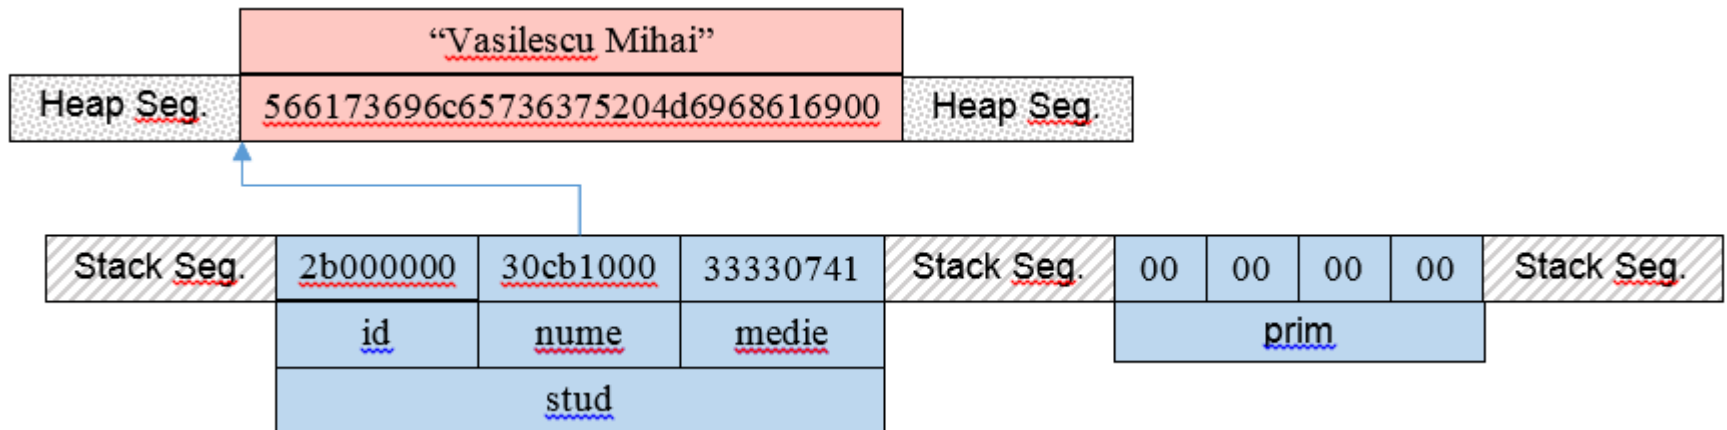 “Vasilescu Mihai”
Heap Seg. 566173696c65736375204d6968616900 Heap Seg.
Stack Seg. 2b000000 30cb1000 33330741 Stack Seg. 00 00 00 00 Stack Seg.
id nume medie prim
stud